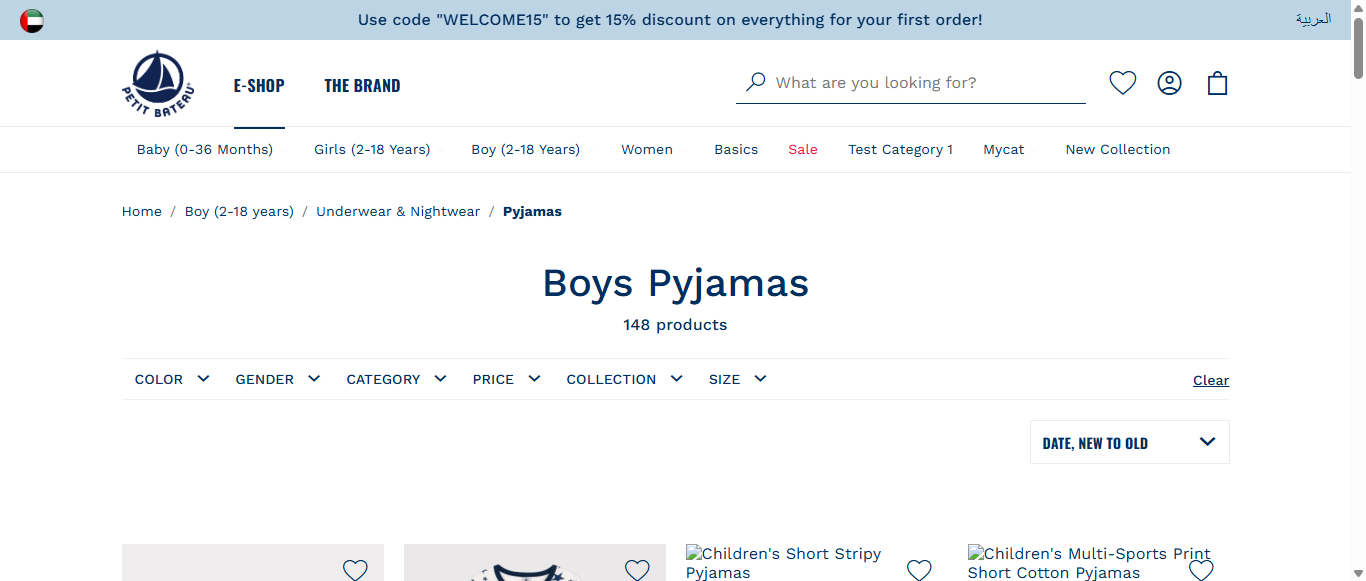 Use code "WELCOME15" to get 15% discount on everything for your first order!
العربية
PETIT BATEAU
E-SHOP
THE BRAND
What are you looking for?
Baby (0-36 Months)
Girls (2-18 Years)
Boy (2-18 Years)
Women
Basics
Sale
Test Category 1
Mycat
New Collection
Home / Boy (2-18 years) / Underwear & Nightwear / Pyjamas
Boys Pyjamas
148 products
COLOR
GENDER
CATEGORY
PRICE
COLLECTION
SIZE
Clear
DATE, NEW TO OLD
Children's Short Stripy
Pyjamas
Children's Multi-Sports Print
Short Cotton Pyjamas